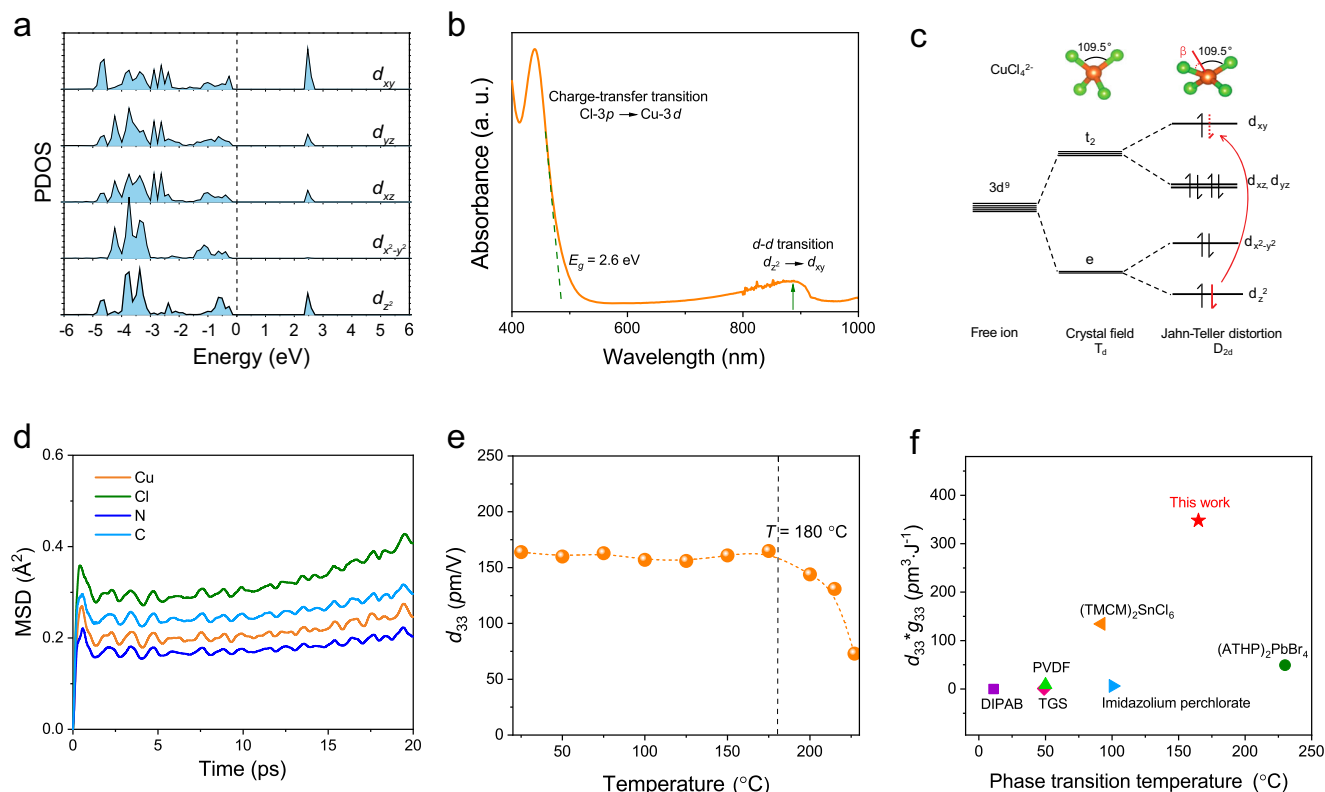 a
PDOS
d_xy
d_yz
d_xz
d_x²-y²
d_z²
-6 -5 -4 -3 -2 -1 0 1 2 3 4 5 6
Energy (eV)
b
Absorbance (a. u.)
Charge-transfer transition
Cl-3p → Cu-3d
E_g = 2.6 eV
d-d transition
d_z² → d_xy
400 600 800 1000
Wavelength (nm)
c
CuCl₄²⁻
109.5°
β 109.5°
3d⁹
t₂
e
d_xy
d_xz, d_yz
d_x²-y²
d_z²
Free ion
Crystal field
T_d
Jahn-Teller distortion
D_2d
d
MSD (Å²)
0.6
0.4
0.2
0.0
Cu
Cl
N
C
0 5 10 15 20
Time (ps)
e
d₃₃ (pm/V)
250
200
150
100
50
0
T = 180 °C
50 100 150 200
Temperature (°C)
f
d₃₃*g₃₃ (pm³·J⁻¹)
400
300
200
100
0
This work
(TMCM)₂SnCl₆
(ATHP)₂PbBr₄
PVDF
DIPAB
TGS
Imidazolium perchlorate
0 50 100 150 200 250
Phase transition temperature (°C)